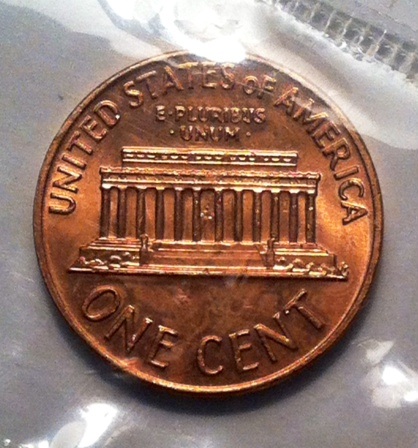 UNITED STATES OF AMERICA
E·PLURIBUS
·UNUM·
ONE CENT